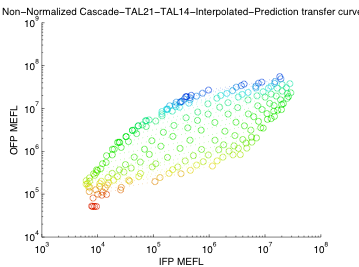 Non-Normalized Cascade-TAL21-TAL14-Interpolated-Prediction transfer curve
10^9
10^8
10^7
10^6
10^5
10^4
OFP MEFL
10^3 10^4 10^5 10^6 10^7 10^8
IFP MEFL